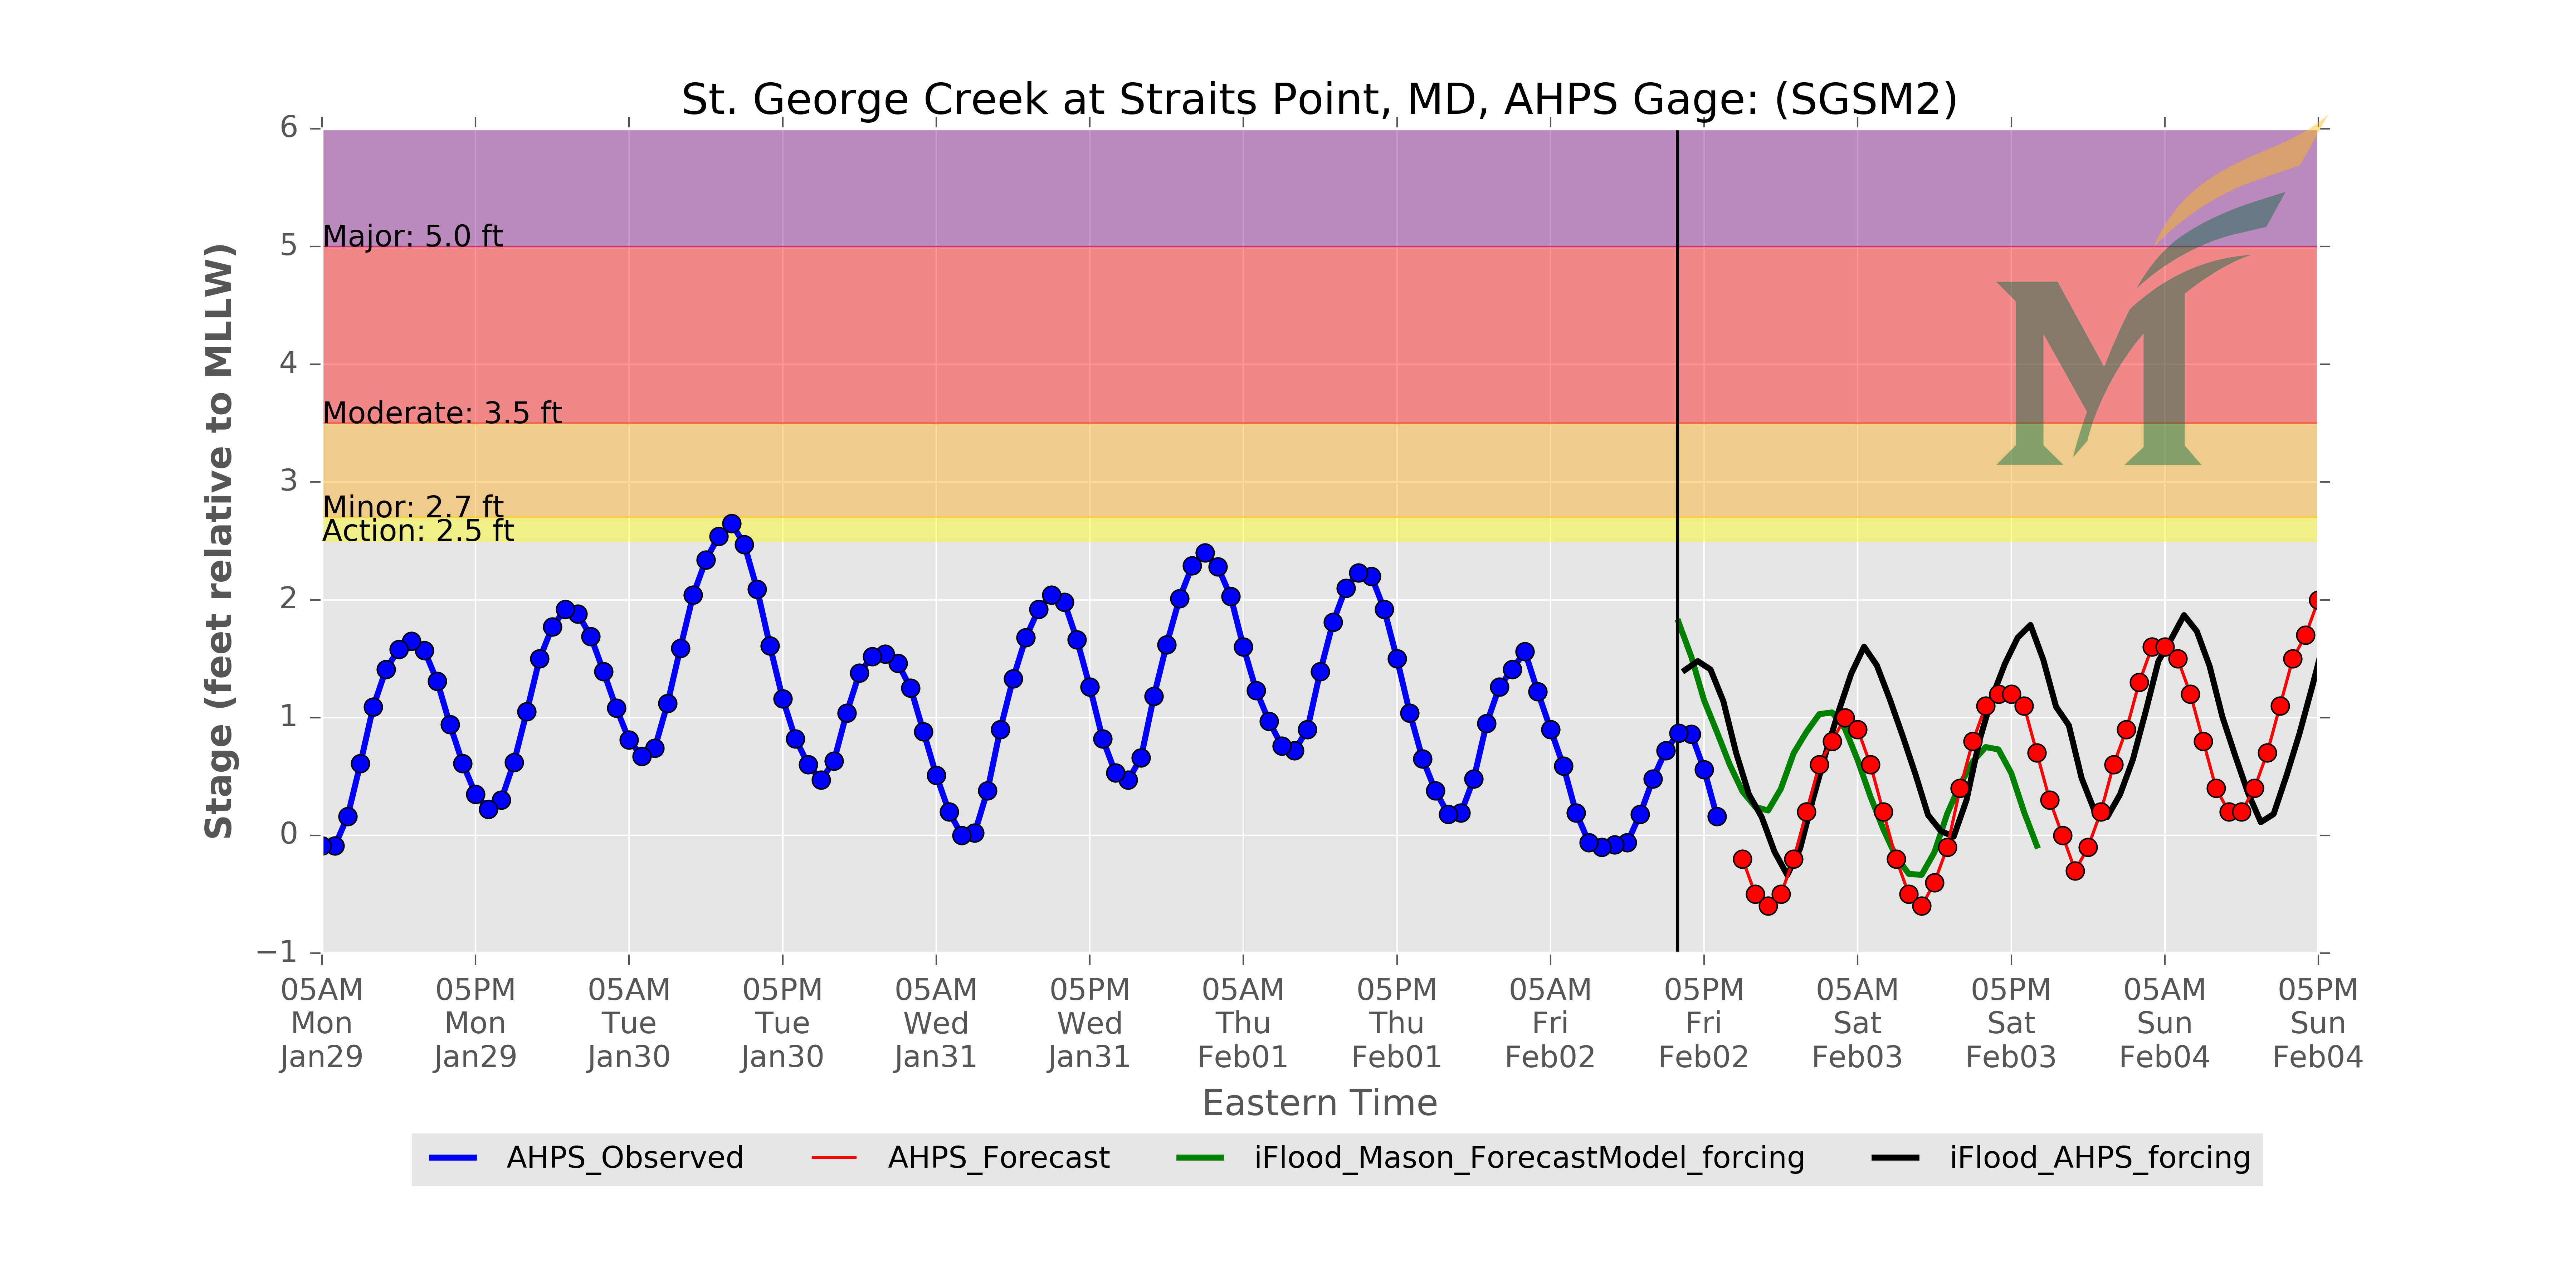 St. George Creek at Straits Point, MD, AHPS Gage: (SGSM2)
Stage (feet relative to MLLW)
6
5
4
3
2
1
0
−1
Major: 5.0 ft
Moderate: 3.5 ft
Minor: 2.7 ft
Action: 2.5 ft
M
05AM 05PM 05AM 05PM 05AM 05PM 05AM 05PM 05AM 05PM 05AM 05PM 05AM 05PM
Mon Mon Tue Tue Wed Wed Thu Thu Fri Fri Sat Sat Sun Sun
Jan29 Jan29 Jan30 Jan30 Jan31 Jan31 Feb01 Feb01 Feb02 Feb02 Feb03 Feb03 Feb04 Feb04
Eastern Time
AHPS_Observed AHPS_Forecast iFlood_Mason_ForecastModel_forcing iFlood_AHPS_forcing